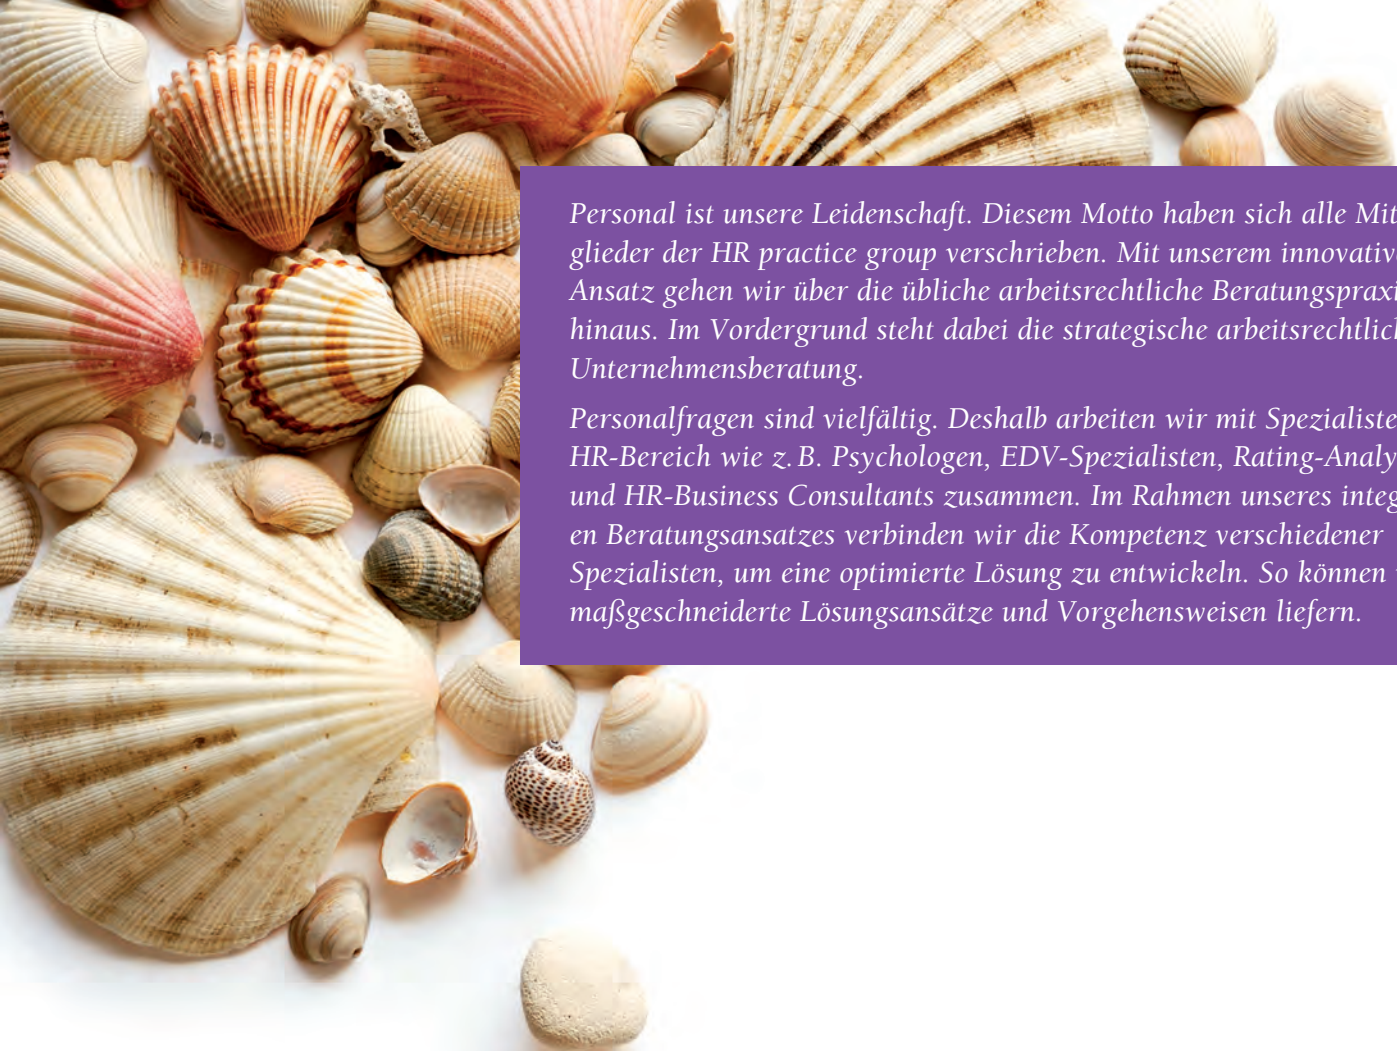 Personal ist unsere Leidenschaft. Diesem Motto haben sich alle Mit
glieder der HR practice group verschrieben. Mit unserem innovativ
Ansatz gehen wir über die übliche arbeitsrechtliche Beratungspraxi
hinaus. Im Vordergrund steht dabei die strategische arbeitsrechtlic
Unternehmensberatung.
Personalfragen sind vielfältig. Deshalb arbeiten wir mit Spezialiste
HR-Bereich wie z. B. Psychologen, EDV-Spezialisten, Rating-Analy
und HR-Business Consultants zusammen. Im Rahmen unseres integ
en Beratungsansatzes verbinden wir die Kompetenz verschiedener
Spezialisten, um eine optimierte Lösung zu entwickeln. So können
maßgeschneiderte Lösungsansätze und Vorgehensweisen liefern.